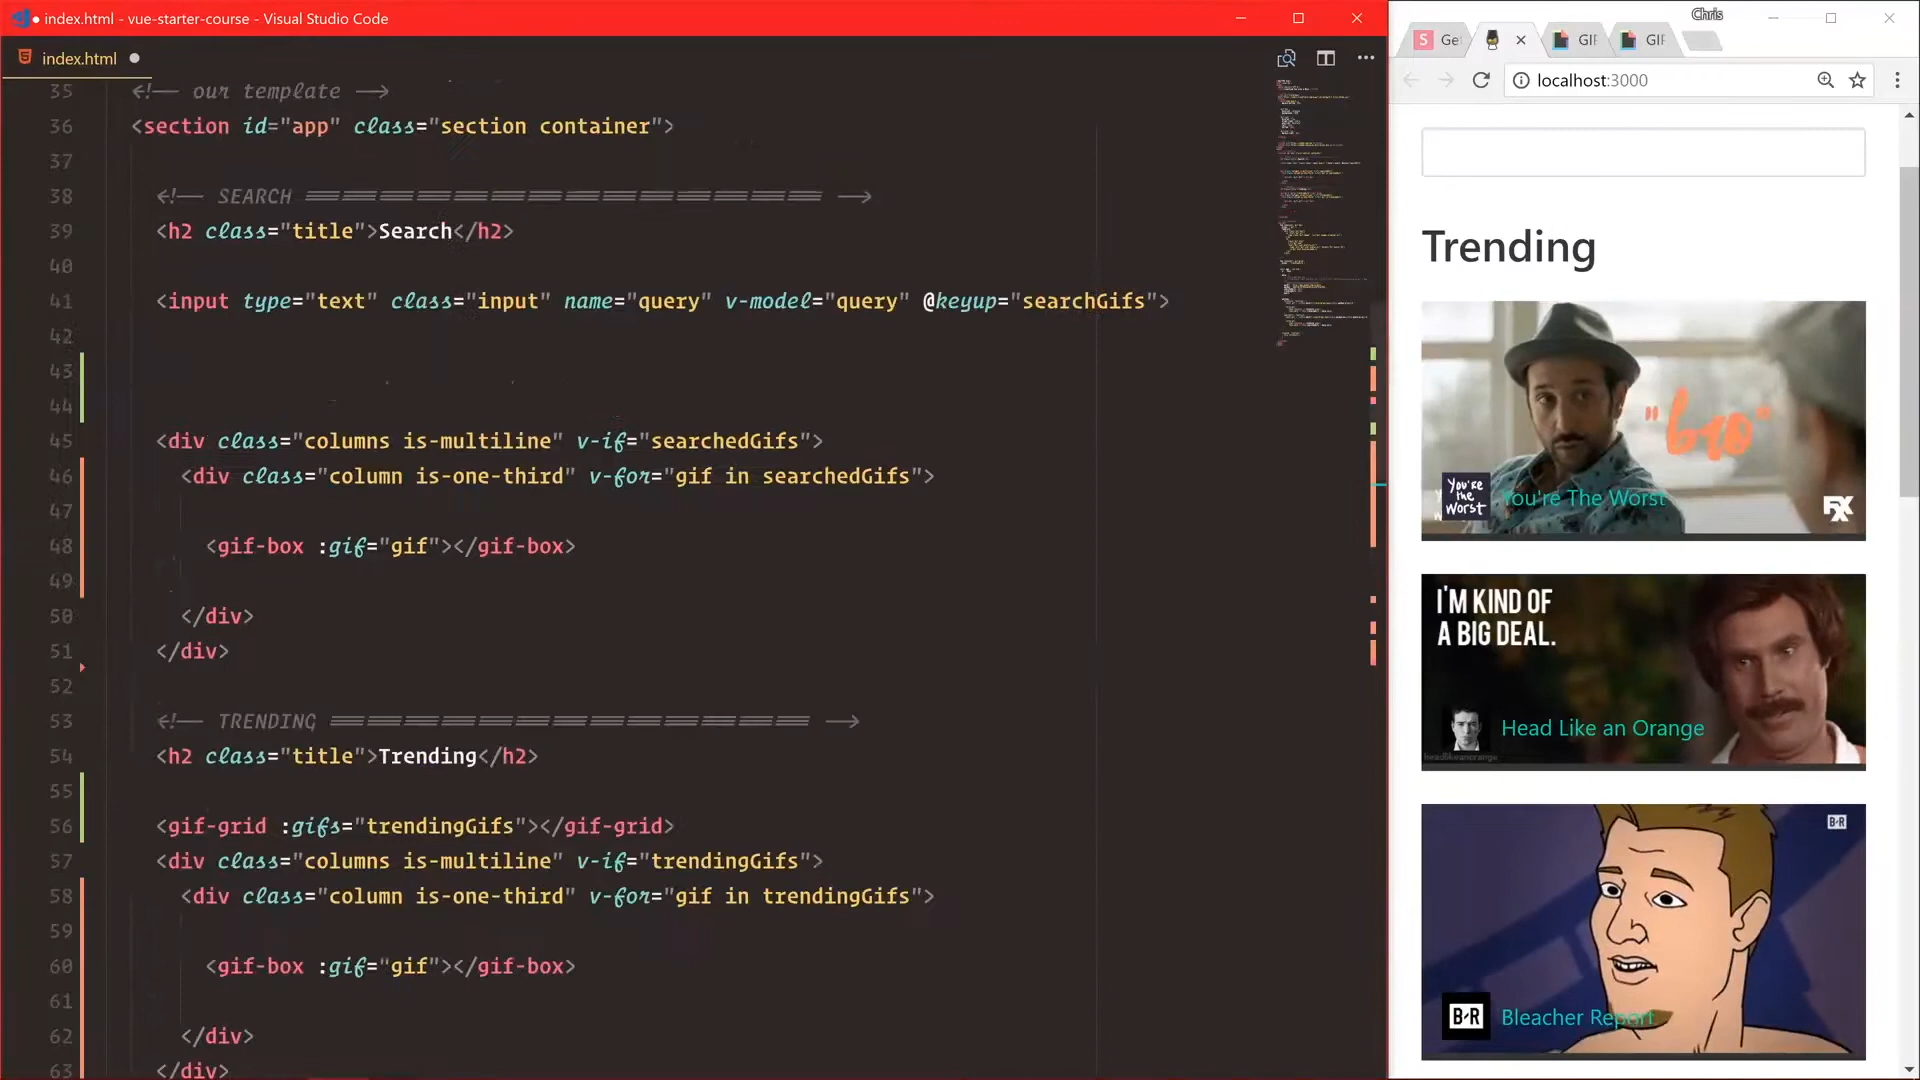 index.html - vue-starter-course - Visual Studio Code
index.html
35 <!-- our template -->
36 <section id="app" class="section container">
37
38 <!-- SEARCH ========================================== -->
39 <h2 class="title">Search</h2>
40
41 <input type="text" class="input" name="query" v-model="query" @keyup="searchGifs">
42
43
44
45 <div class="columns is-multiline" v-if="searchedGifs">
46 <div class="column is-one-third" v-for="gif in searchedGifs">
47
48 <gif-box :gif="gif"></gif-box>
49
50 </div>
51 </div>
52
53 <!-- TRENDING ======================================= -->
54 <h2 class="title">Trending</h2>
55
56 <gif-grid :gifs="trendingGifs"></gif-grid>
57 <div class="columns is-multiline" v-if="trendingGifs">
58 <div class="column is-one-third" v-for="gif in trendingGifs">
59
60 <gif-box :gif="gif"></gif-box>
61
62 </div>
63 </div>
Chris
S Get
GIF
GIF
localhost:3000
Trending
"bro"
You're the Worst
You're The Worst
FX
I'M KIND OF
A BIG DEAL.
Head Like an Orange
headlikeanorange
B/R
B/R
Bleacher Report